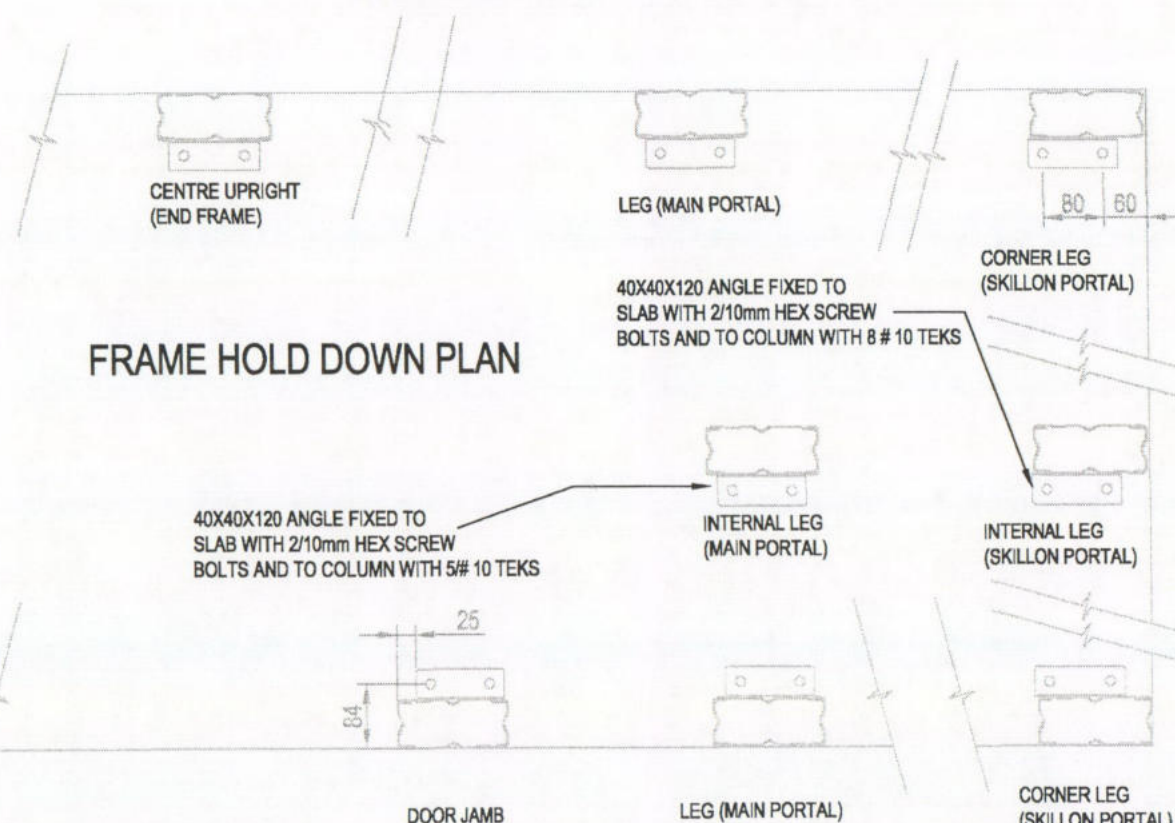 CENTRE UPRIGHT
(END FRAME)
LEG (MAIN PORTAL)
80 60
CORNER LEG
(SKILLON PORTAL)
40X40X120 ANGLE FIXED TO
SLAB WITH 2/10mm HEX SCREW
BOLTS AND TO COLUMN WITH 8 # 10 TEKS
FRAME HOLD DOWN PLAN
40X40X120 ANGLE FIXED TO
SLAB WITH 2/10mm HEX SCREW
BOLTS AND TO COLUMN WITH 5/# 10 TEKS
INTERNAL LEG
(MAIN PORTAL)
INTERNAL LEG
(SKILLON PORTAL)
25
84
DOOR JAMB
LEG (MAIN PORTAL)
CORNER LEG
(SKILLON PORTAL)